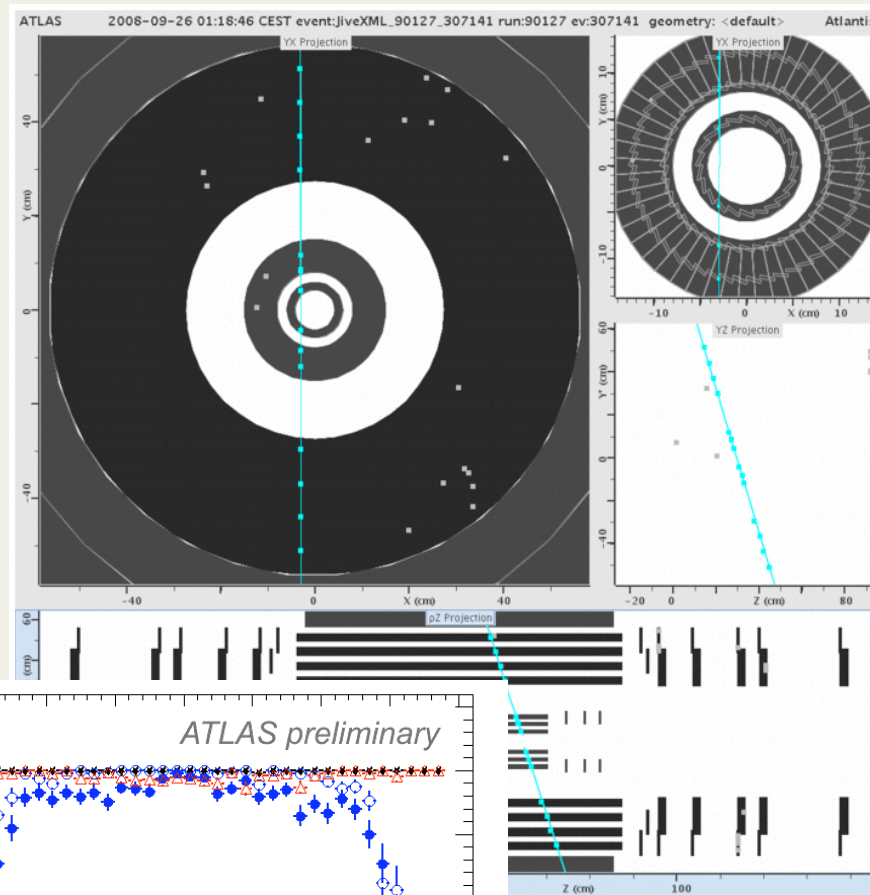 ATLAS 2008-09-26 01:18:46 CEST event:JiveXML_90127_307141 run:90127 ev:307141 geometry: <default> Atlantis
YX Projection
40
Y (cm)
0
-40
-40 0 X (cm) 40
YX Projection
10
Y (cm)
0
-10
-10 0 X (cm) 10
YZ Projection
60
Y' (cm)
0
-40
-20 0 Z (cm) 80
ρZ Projection
60
(cm)
Z (cm) 100
ATLAS preliminary